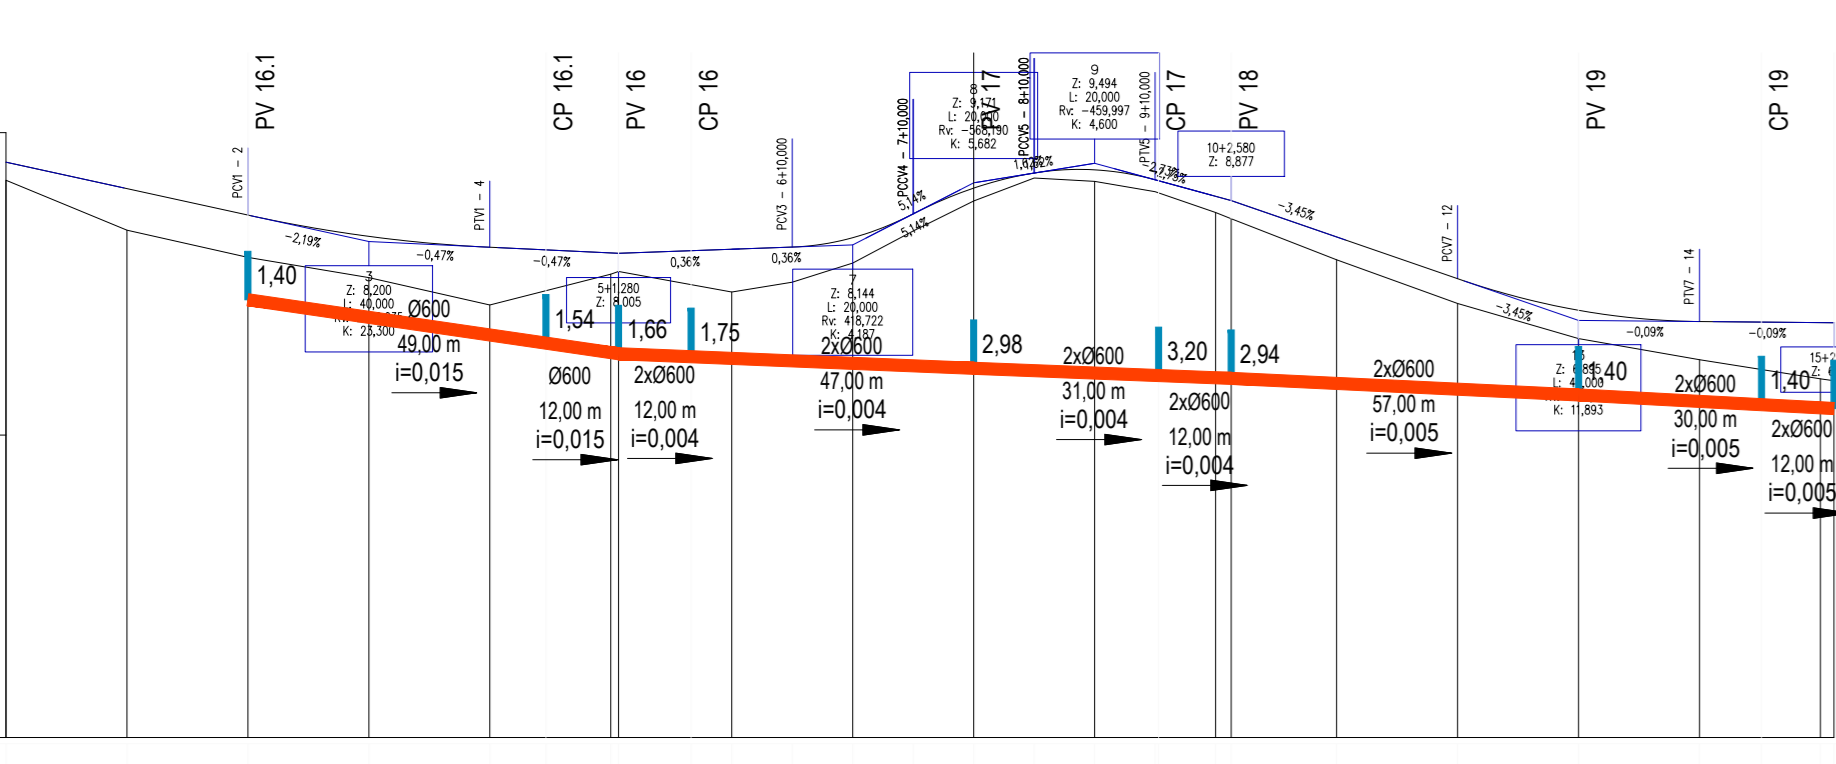 PV 16.1
CP 16.1
PV 16
CP 16
PV 17
CP 17
PV 18
PV 19
CP 19
PCV1 - 2
PTV1 - 4
PCV3 - 6+10,000
PCCV4 - 7+10,000
PCCV5 - 8+10,000
PTV5 - 9+10,000
PCV7 - 12
PTV7 - 14
8
Z: 9,171
L: 20,000
Rv: -568,190
K: 5,682
9
Z: 9,494
L: 20,000
Rv: -459,997
K: 4,600
10+2,580
Z: 8,877
-2,19%
-0,47%
-0,47%
0,36%
0,36%
5,14%
5,14%
-3,45%
-3,45%
-0,09%
-0,09%
3
Z: 8,200
L: 40,000
K: 23,300
5+1,280
Z: 8,005
7
Z: 8,144
L: 20,000
Rv: 418,722
K: 4,187
K: 11,893
1,40
1,54
1,66
1,75
2,98
3,20
2,94
1,40
1,40
Ø600
49,00 m
i=0,015
Ø600
12,00 m
i=0,015
2xØ600
12,00 m
i=0,004
2xØ600
47,00 m
i=0,004
2xØ600
31,00 m
i=0,004
2xØ600
12,00 m
i=0,004
2xØ600
57,00 m
i=0,005
2xØ600
30,00 m
i=0,005
2xØ600
12,00 m
i=0,005